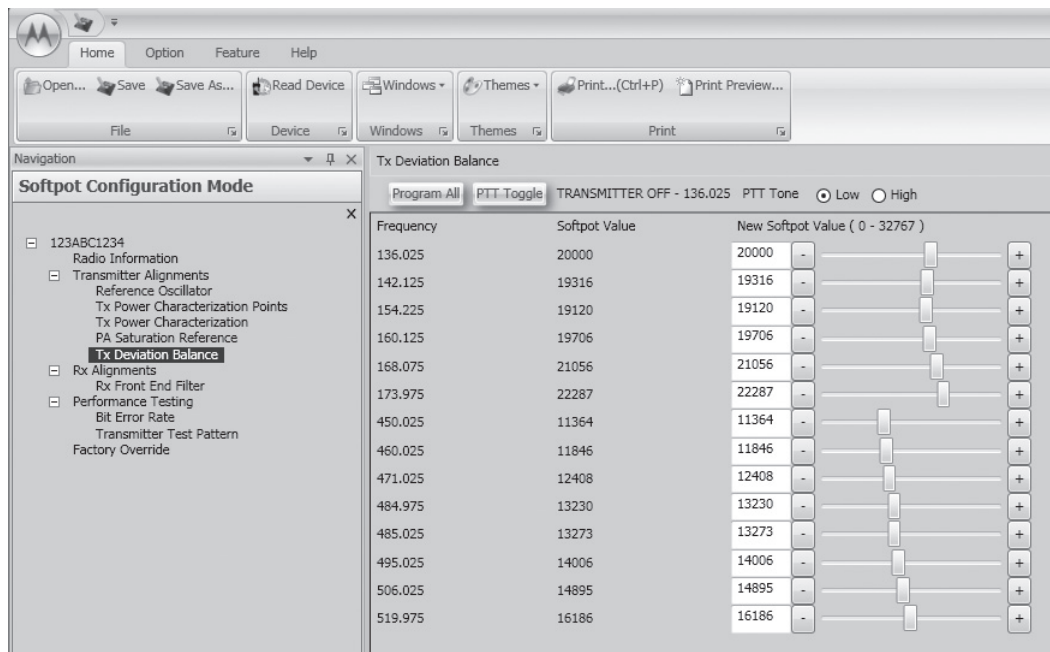 Home Option Feature Help
Open... Save Save As... Read Device Windows Themes Print...(Ctrl+P) Print Preview...
File Device Windows Themes Print
Navigation
Softpot Configuration Mode
123ABC1234
Radio Information
Transmitter Alignments
Reference Oscillator
Tx Power Characterization Points
Tx Power Characterization
PA Saturation Reference
Tx Deviation Balance
Rx Alignments
Rx Front End Filter
Performance Testing
Bit Error Rate
Transmitter Test Pattern
Factory Override
Tx Deviation Balance
Program All PTT Toggle TRANSMITTER OFF - 136.025 PTT Tone Low High
Frequency Softpot Value New Softpot Value ( 0 - 32767 )
136.025 20000 20000 - +
142.125 19316 19316 - +
154.225 19120 19120 - +
160.125 19706 19706 - +
168.075 21056 21056 - +
173.975 22287 22287 - +
450.025 11364 11364 - +
460.025 11846 11846 - +
471.025 12408 12408 - +
484.975 13230 13230 - +
485.025 13273 13273 - +
495.025 14006 14006 - +
506.025 14895 14895 - +
519.975 16186 16186 - +